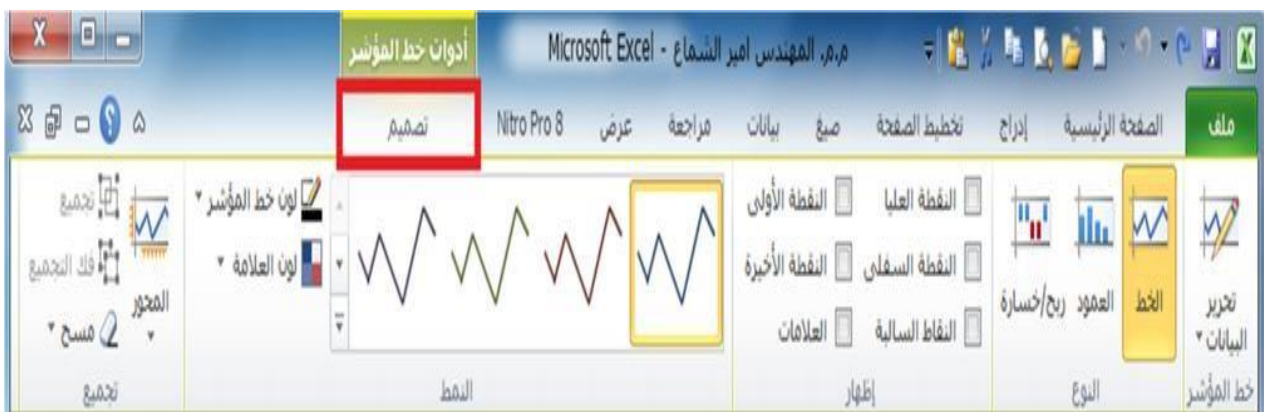 م.م. المهندس امير الشماع - Microsoft Excel
أدوات خط المؤشر
ملف
الصفحة الرئيسية
إدراج
تخطيط الصفحة
صيغ
بيانات
مراجعة
عرض
Nitro Pro 8
تصميم
تحرير
البيانات
خط المؤشر
الخط
العمود
ربح/خسارة
النوع
النقطة العليا
النقطة الأولى
النقطة السفلى
النقطة الأخيرة
النقاط السالبة
العلامات
إظهار
النمط
لون خط المؤشر
لون العلامة
المحور
تجميع
فك التجميع
مسح
تجميع